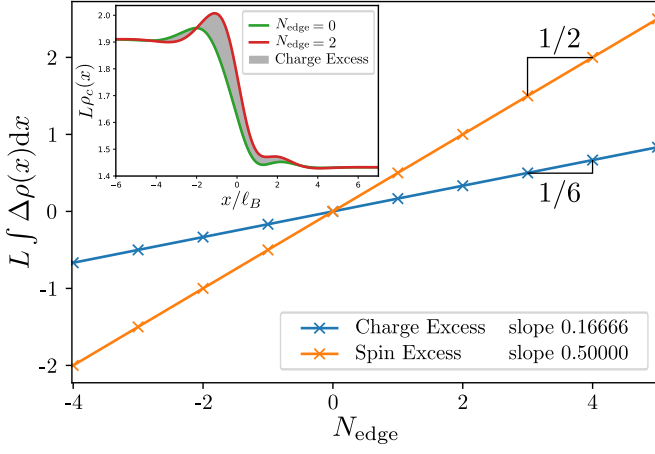 N_edge = 0
N_edge = 2
Charge Excess
Lρ_c(x)
2.0
1.9
1.8
1.7
1.6
1.5
1.4
−6 −4 −2 0 2 4 6
x/ℓ_B
1/2
1/6
L ∫ Δρ(x)dx
2
1
0
-1
-2
Charge Excess slope 0.16666
Spin Excess slope 0.50000
-4 -2 0 2 4
N_edge